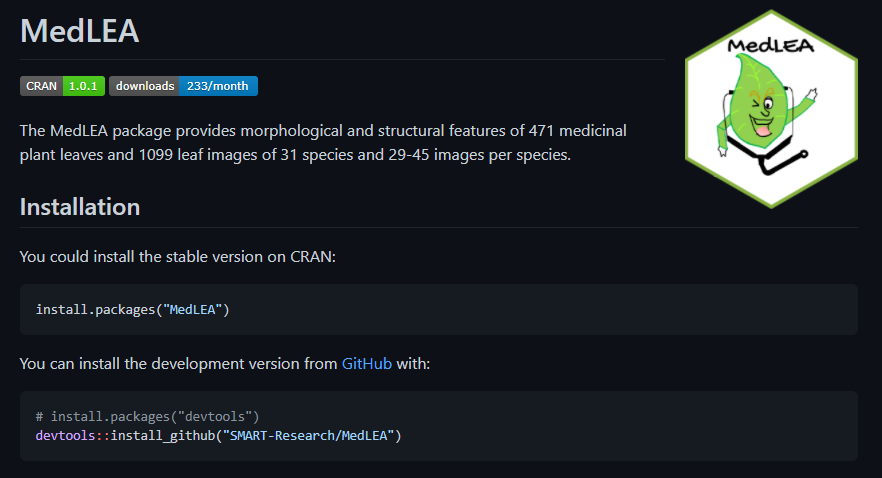 MedLEA
MedLEA
CRAN 1.0.1 downloads 233/month
The MedLEA package provides morphological and structural features of 471 medicinal
plant leaves and 1099 leaf images of 31 species and 29-45 images per species.
Installation
You could install the stable version on CRAN:
install.packages("MedLEA")
You can install the development version from GitHub with:
# install.packages("devtools")
devtools::install_github("SMART-Research/MedLEA")